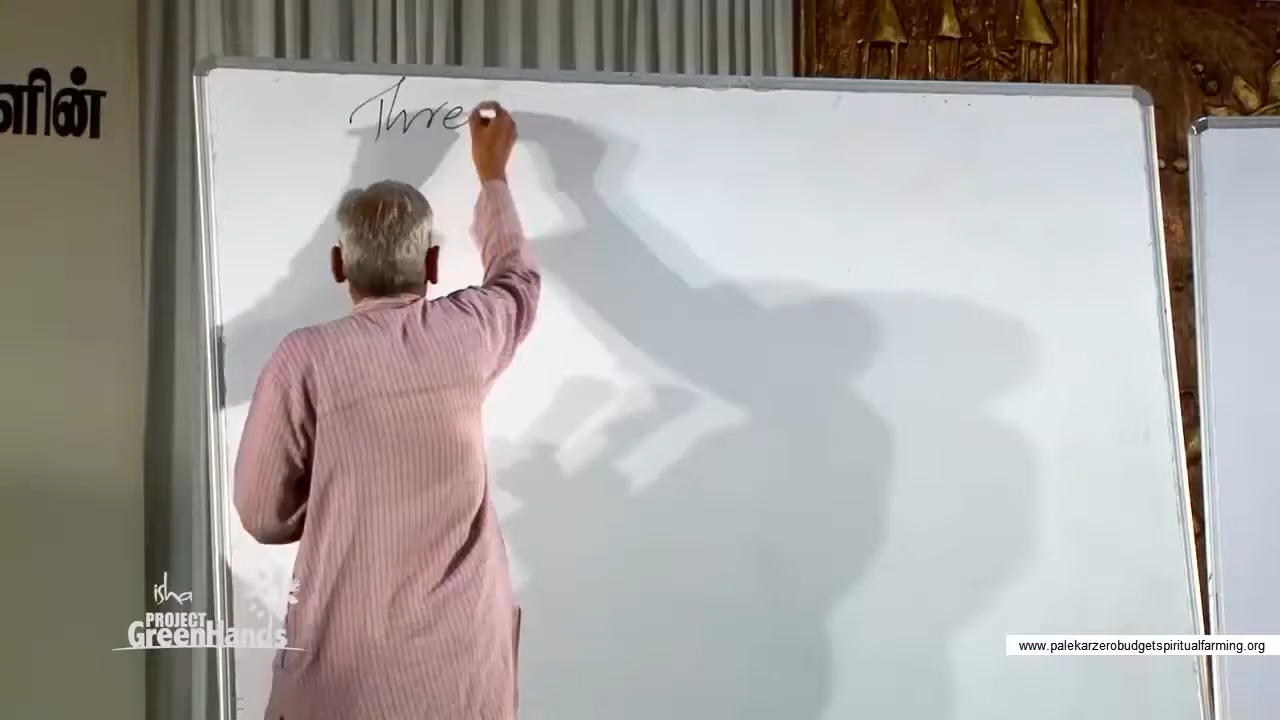 ளின்
Thre
isha
PROJECT
GreenHands
www.palekarzerobudgetspiritualfarming.org